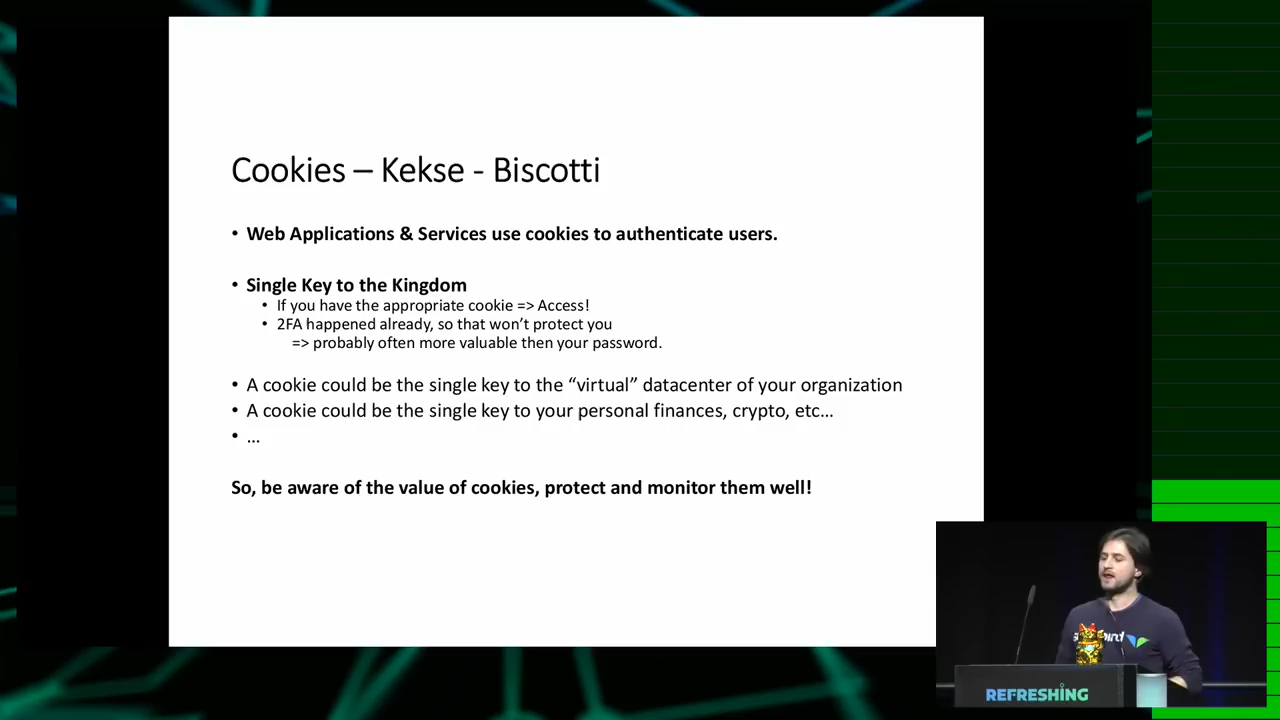 Cookies – Kekse - Biscotti
• Web Applications & Services use cookies to authenticate users.
• Single Key to the Kingdom
• If you have the appropriate cookie => Access!
• 2FA happened already, so that won’t protect you
=> probably often more valuable then your password.
• A cookie could be the single key to the “virtual” datacenter of your organization
• A cookie could be the single key to your personal finances, crypto, etc…
• …
So, be aware of the value of cookies, protect and monitor them well!
REFRESHING